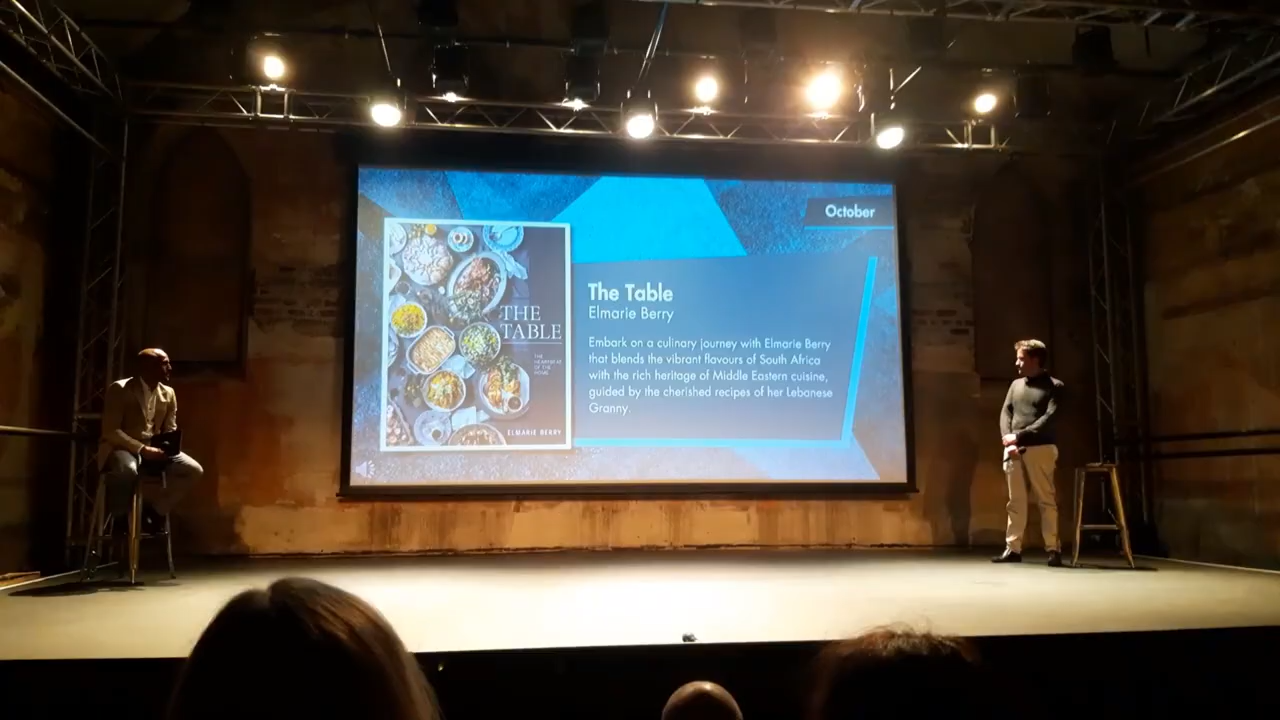 October
THE
TABLE
THE
HEARTBEAT
OF THE
HOME
ELMARIE BERRY
The Table
Elmarie Berry
Embark on a culinary journey with Elmarie Berry
that blends the vibrant flavours of South Africa
with the rich heritage of Middle Eastern cuisine,
guided by the cherished recipes of her Lebanese
Granny.